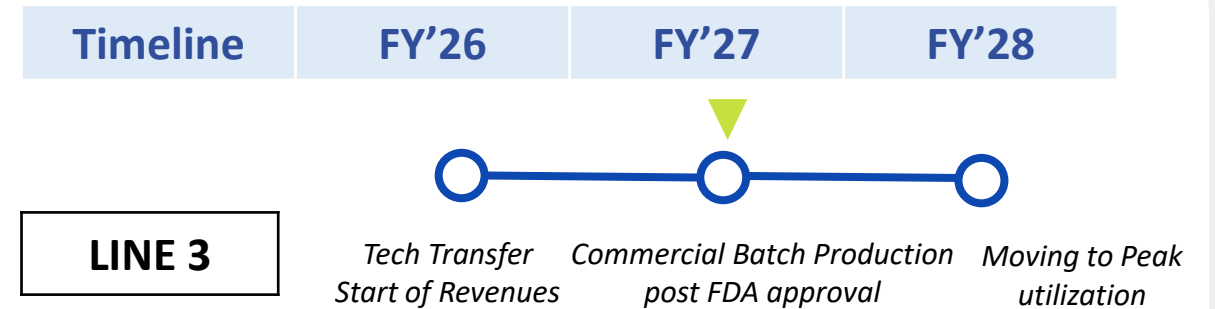 Timeline FY’26 FY’27 FY’28
LINE 3
Tech Transfer
Start of Revenues
Commercial Batch Production
post FDA approval
Moving to Peak
utilization